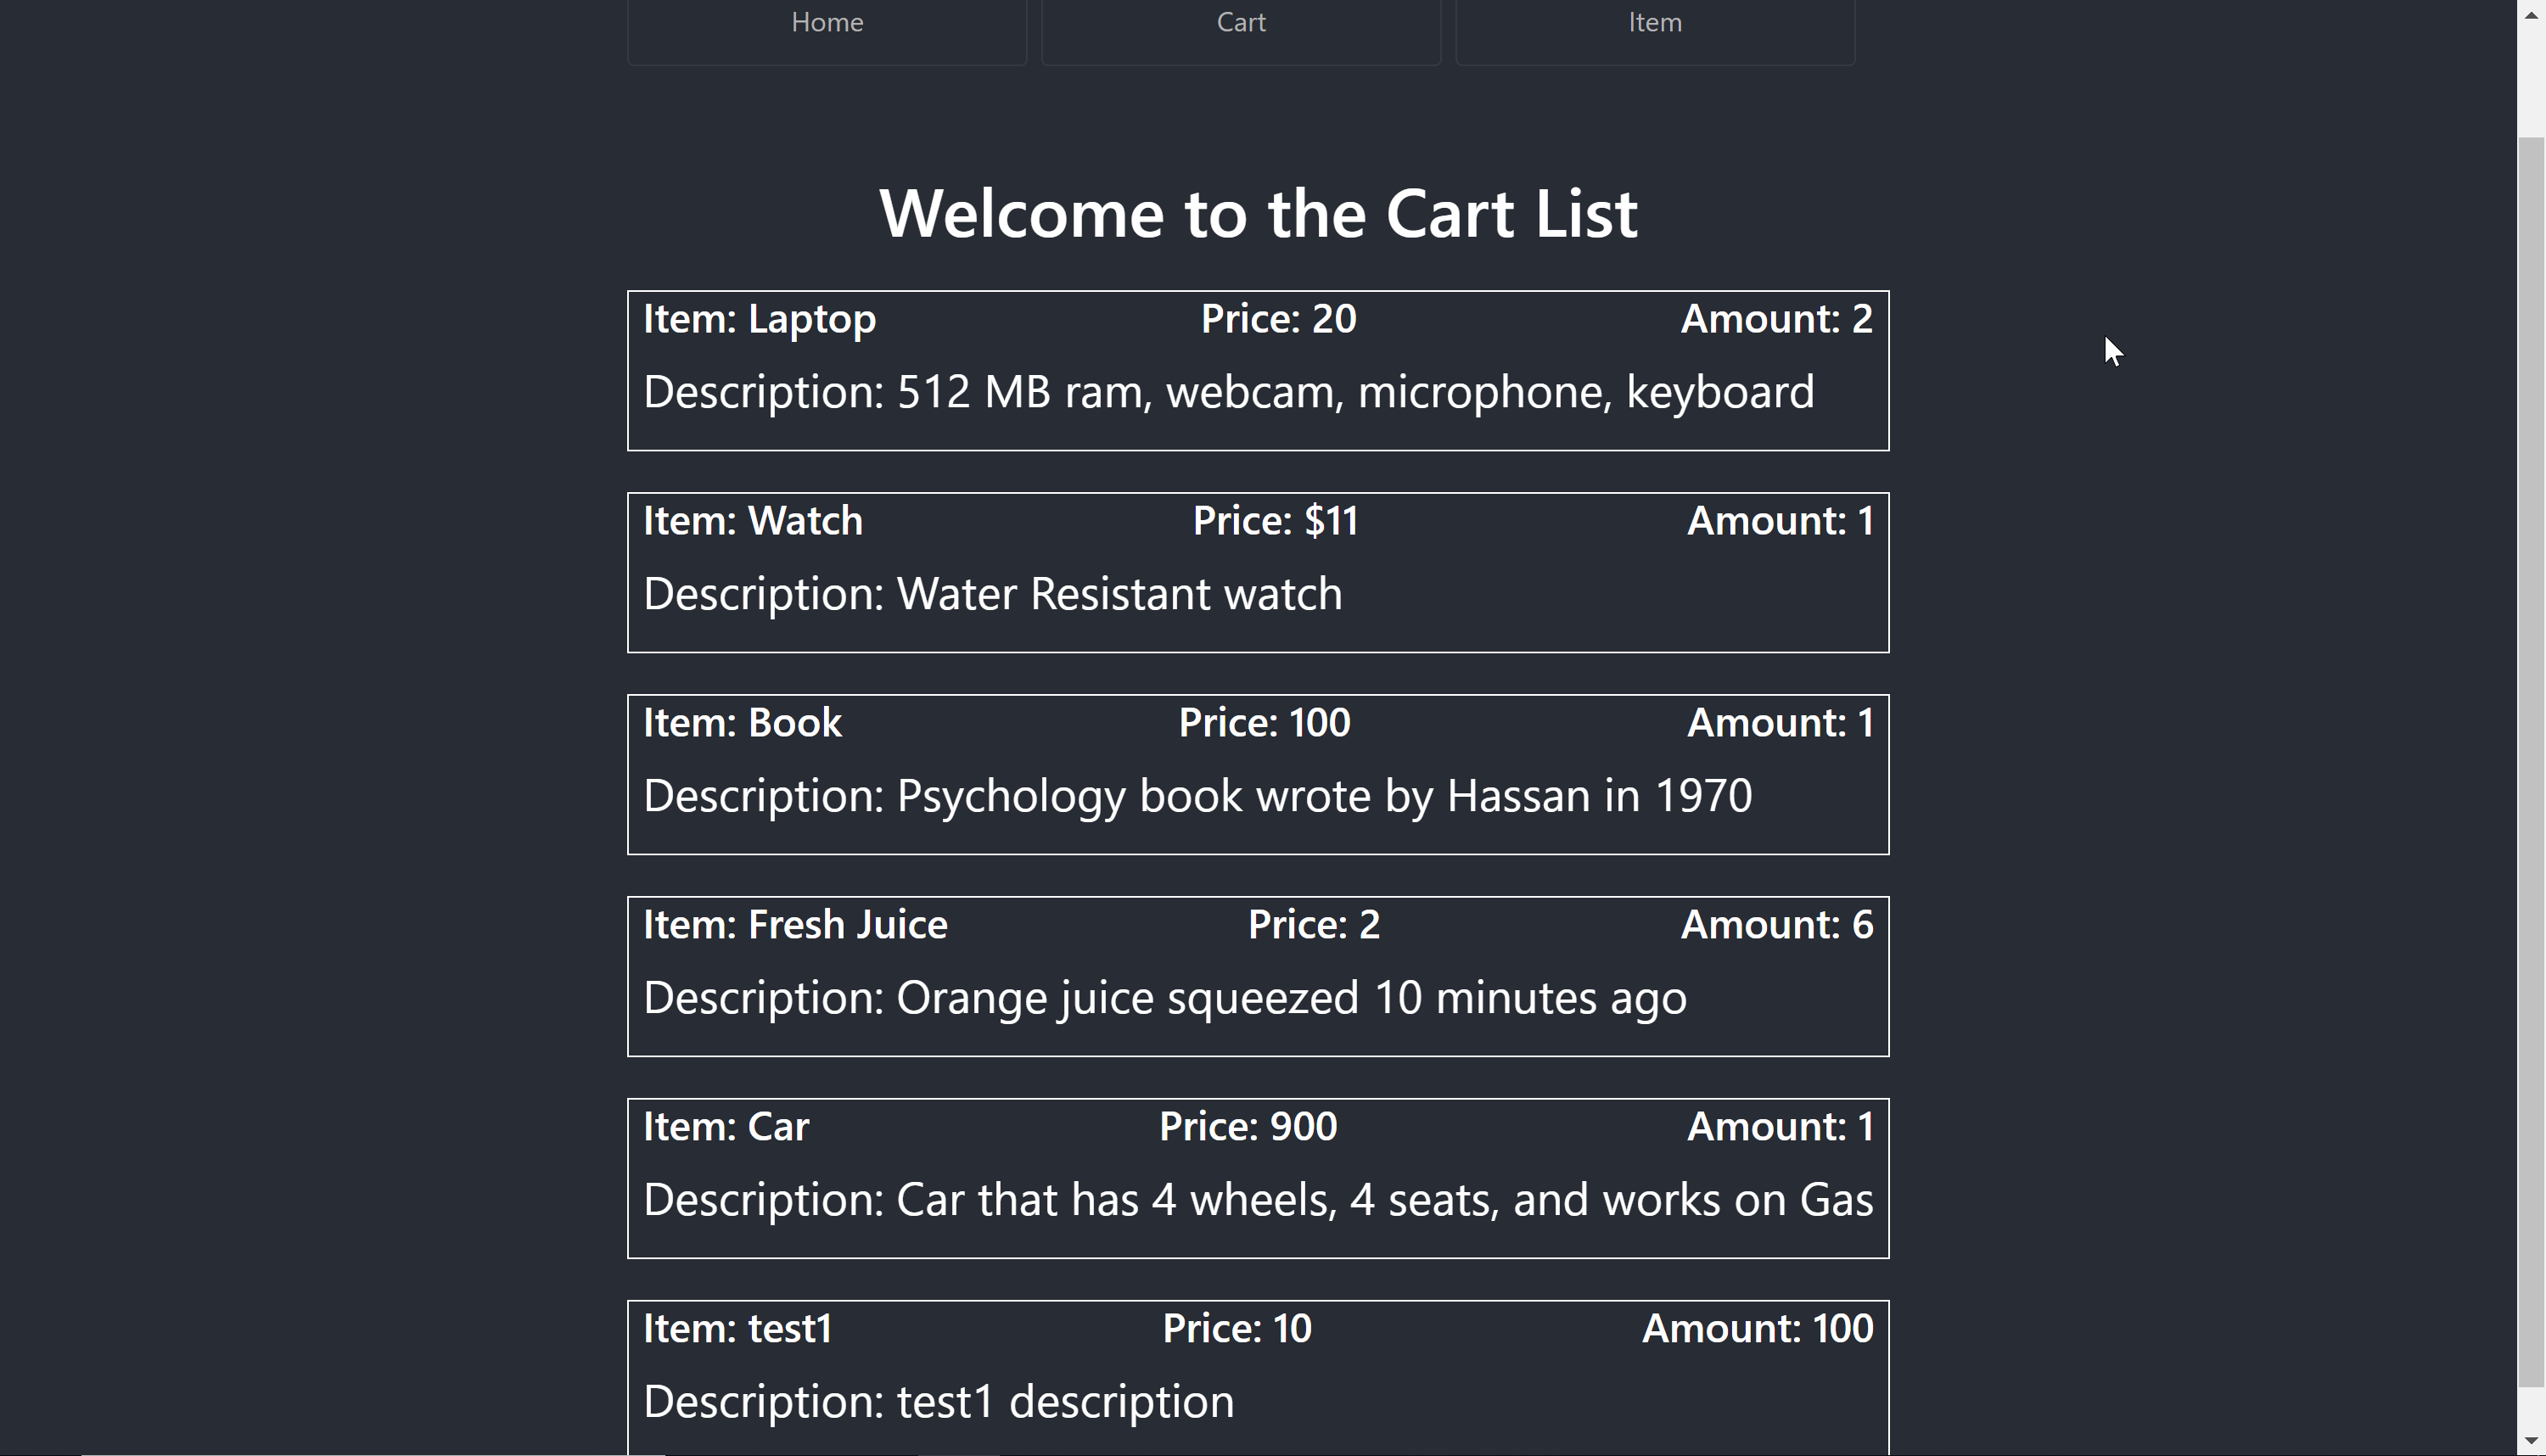 Home Cart Item
Welcome to the Cart List
Item: Laptop Price: 20 Amount: 2
Description: 512 MB ram, webcam, microphone, keyboard
Item: Watch Price: $11 Amount: 1
Description: Water Resistant watch
Item: Book Price: 100 Amount: 1
Description: Psychology book wrote by Hassan in 1970
Item: Fresh Juice Price: 2 Amount: 6
Description: Orange juice squeezed 10 minutes ago
Item: Car Price: 900 Amount: 1
Description: Car that has 4 wheels, 4 seats, and works on Gas
Item: test1 Price: 10 Amount: 100
Description: test1 description